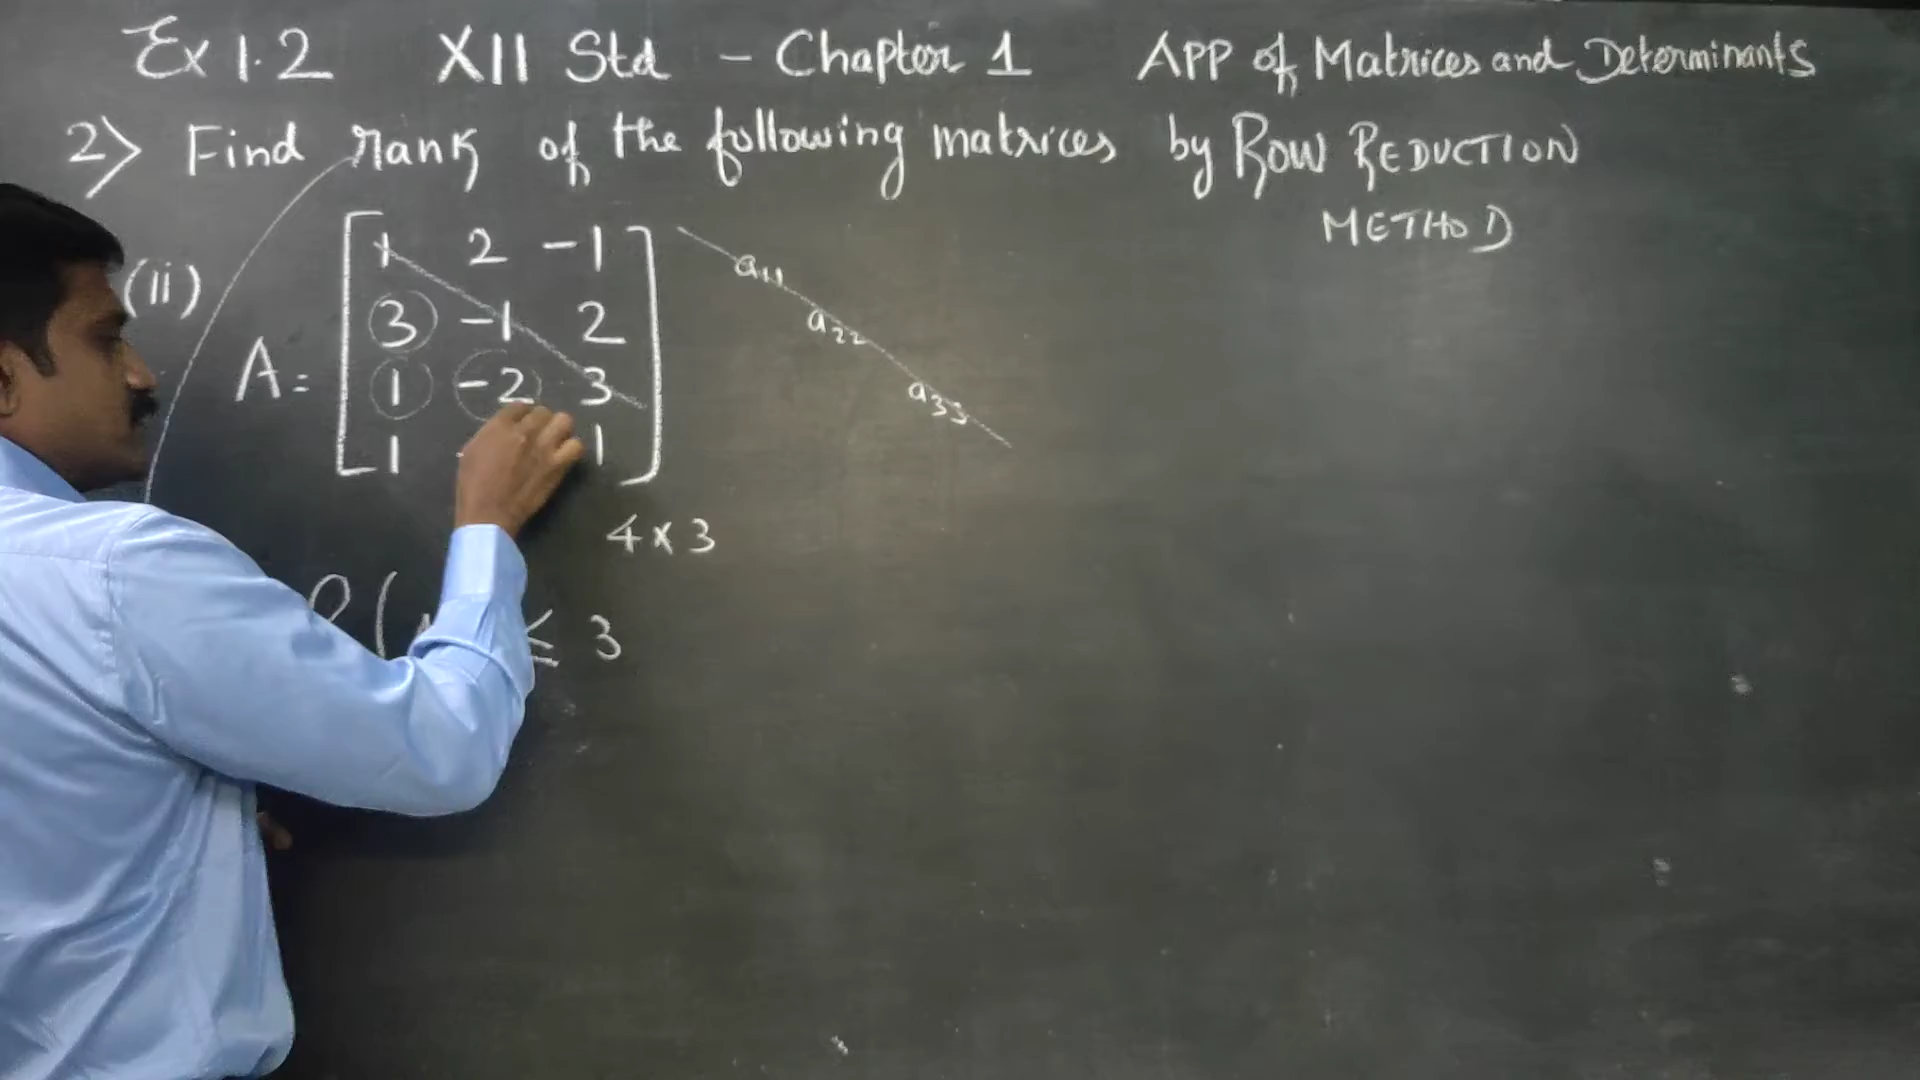 Ex 1.2 XII Std - Chapter 1 APP of Matrices and Determinants
2) Find rank of the following matrices by ROW REDUCTION
METHOD
(ii)
A =
1 2 -1
3 -1 2
1 -2 3
1 - 1
a11
a22
a33
4 x 3
ρ( ≤ 3